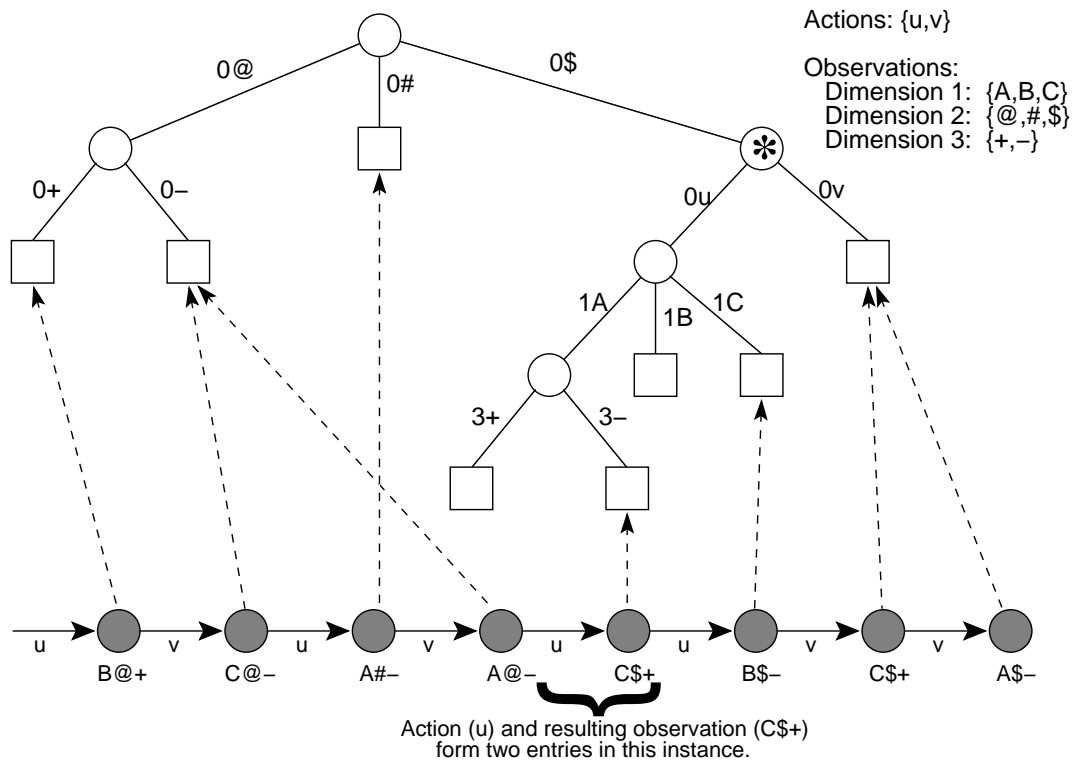 Actions: {u,v}
Observations:
Dimension 1: {A,B,C}
Dimension 2: {@,#,$}
Dimension 3: {+,–}
0@
0#
0$
*
0+
0–
0u
0v
1A
1B
1C
3+
3–
u
v
u
v
u
u
v
v
B@+
C@–
A#–
A@–
C$+
B$–
C$+
A$–
Action (u) and resulting observation (C$+)
form two entries in this instance.